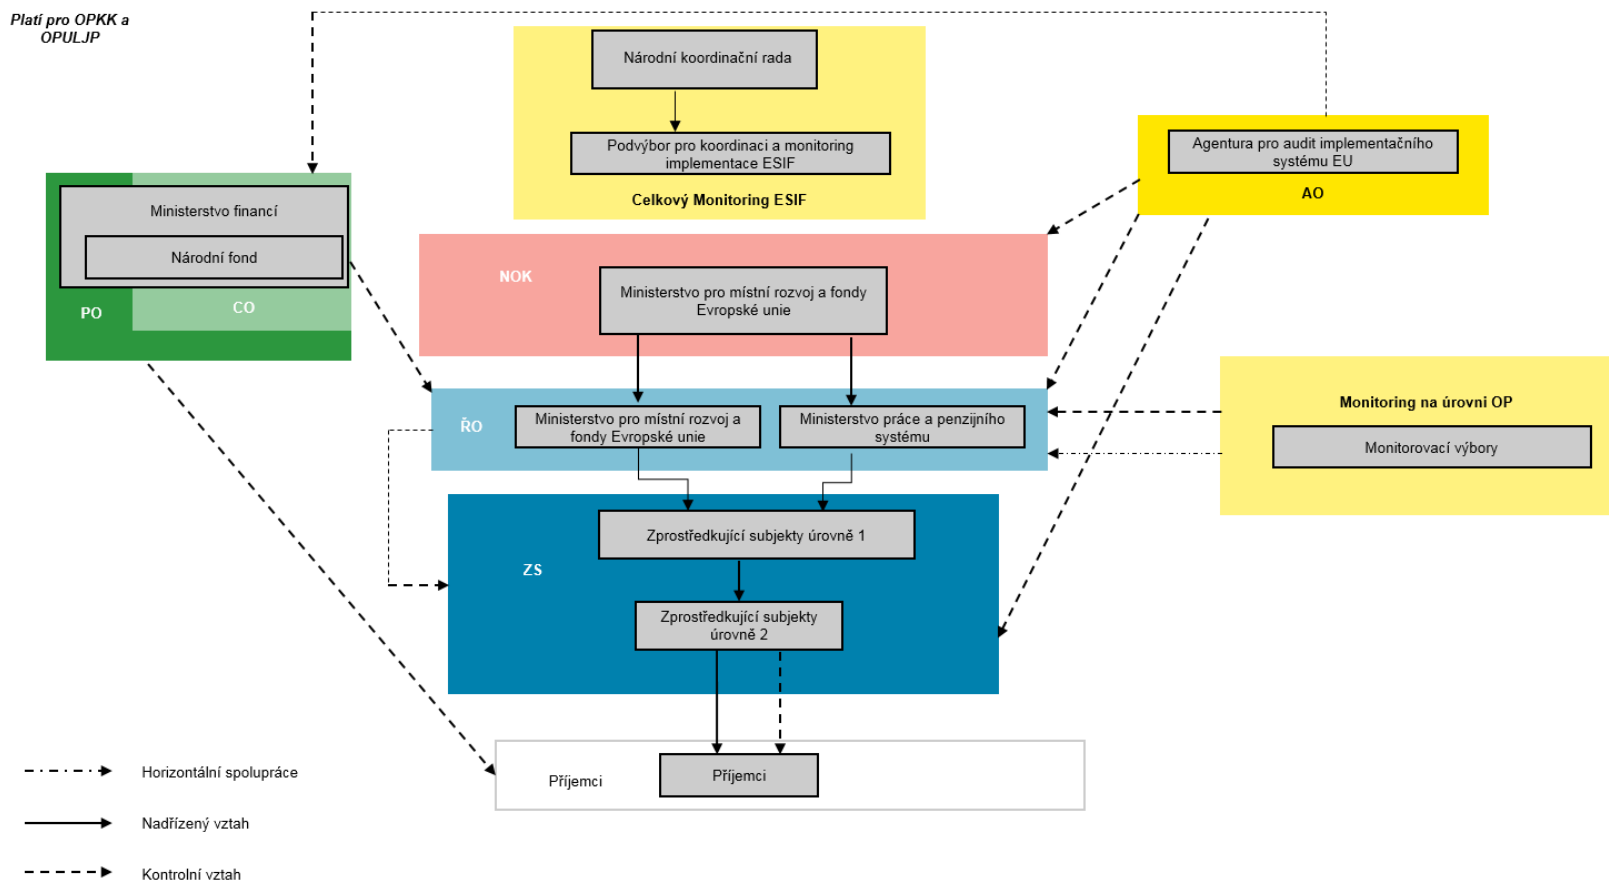 Platí pro OPKK a
OPULJP
Národní koordinační rada
Podvýbor pro koordinaci a monitoring
implementace ESIF
Celkový Monitoring ESIF
Agentura pro audit implementačního
systému EU
AO
Ministerstvo financí
Národní fond
PO
CO
NOK
Ministerstvo pro místní rozvoj a fondy
Evropské unie
ŘO
Ministerstvo pro místní rozvoj a
fondy Evropské unie
Ministerstvo práce a penzijního
systému
Monitoring na úrovni OP
Monitorovací výbory
Zprostředkující subjekty úrovně 1
ZS
Zprostředkující subjekty
úrovně 2
Příjemci
Příjemci
Horizontální spolupráce
Nadřízený vztah
Kontrolní vztah